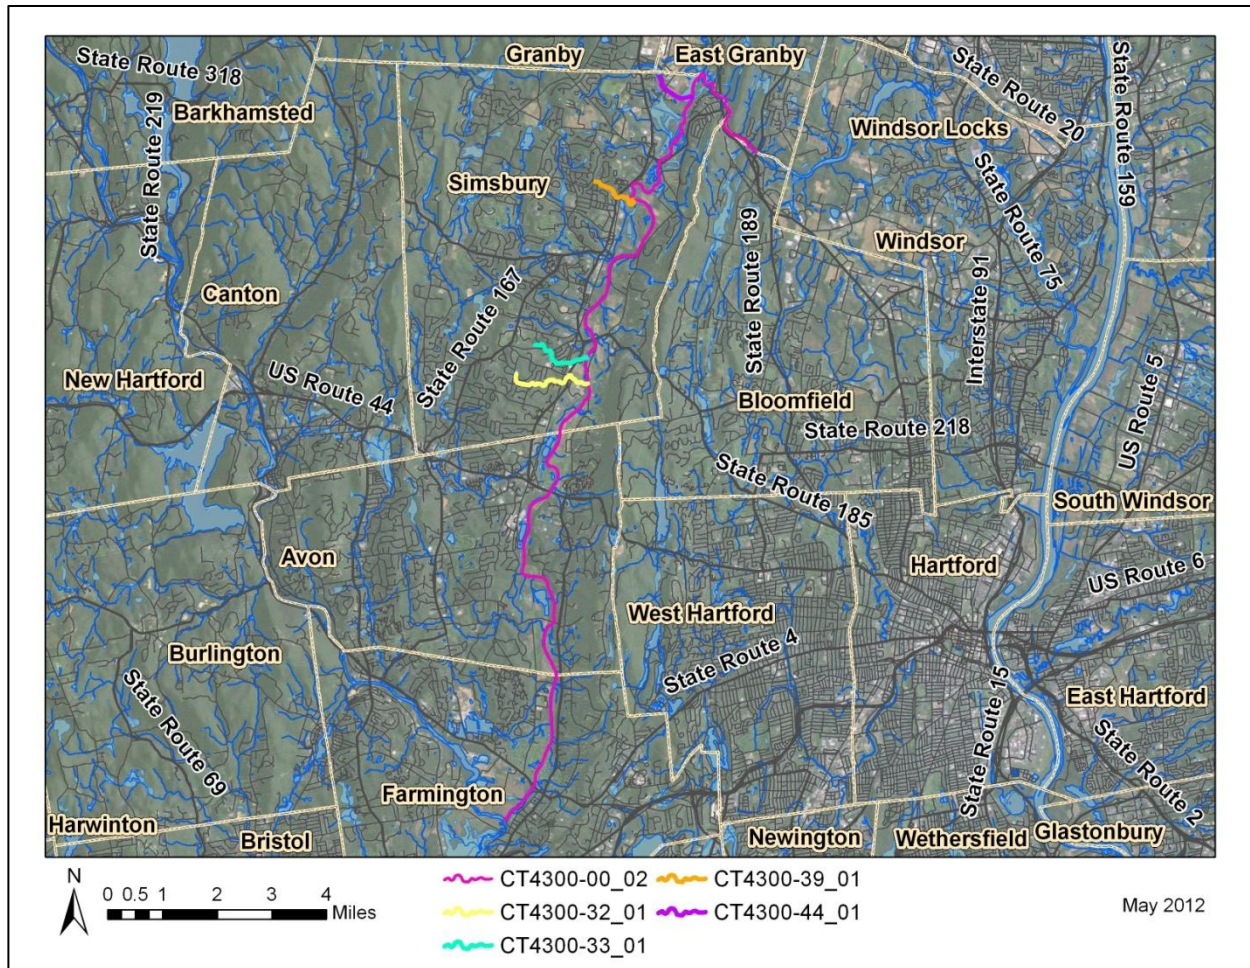 Granby
East Granby
State Route 318
State Route 219
Barkhamsted
State Route 20
State Route 159
Windsor Locks
Simsbury
State Route 75
State Route 189
Windsor
Canton
State Route 167
Interstate 91
New Hartford
US Route 44
Bloomfield
State Route 218
US Route 5
State Route 185
South Windsor
Avon
Hartford
US Route 6
West Hartford
Burlington
State Route 4
East Hartford
State Route 69
State Route 15
State Route 2
Farmington
Harwinton
Bristol
Newington
Wethersfield
Glastonbury
N
0 0.5 1 2 3 4
Miles
CT4300-00_02 CT4300-39_01
CT4300-32_01 CT4300-44_01
CT4300-33_01
May 2012